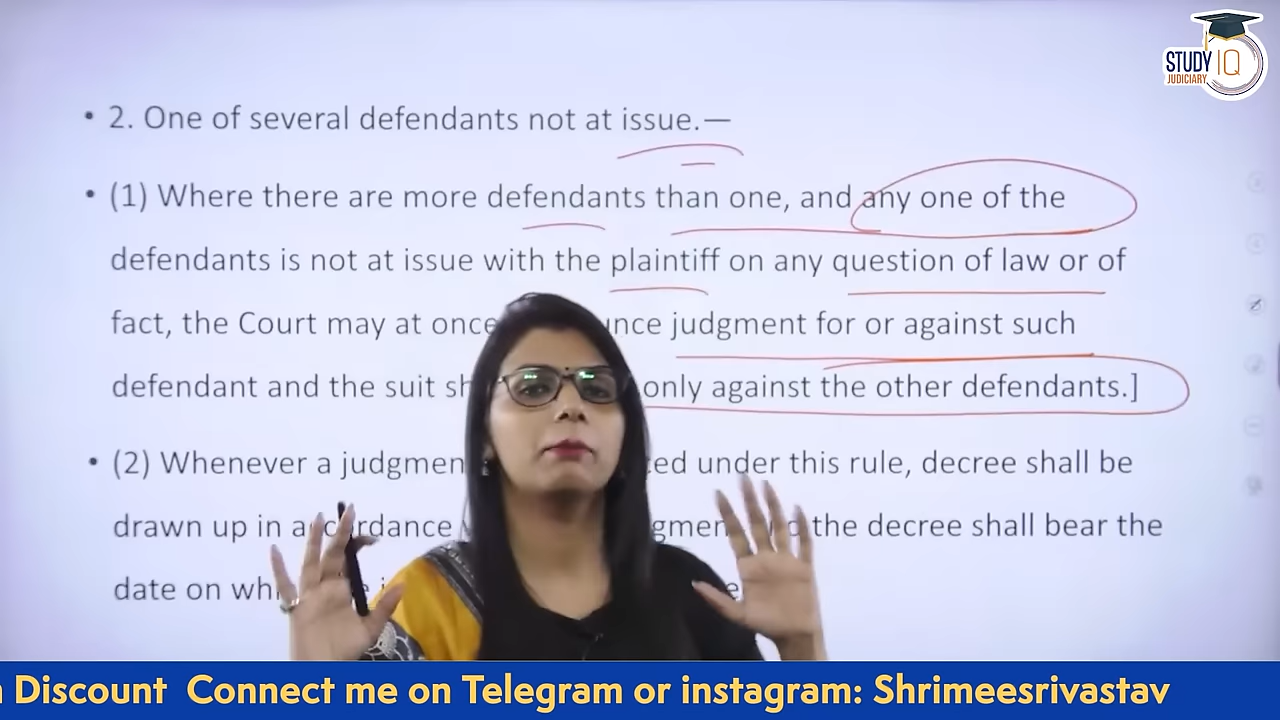 STUDY IQ
JUDICIARY
• 2. One of several defendants not at issue.—
• (1) Where there are more defendants than one, and any one of the
defendants is not at issue with the plaintiff on any question of law or of
fact, the Court may at once judgment for or against such
defendant and the suit only against the other defendants.]
• (2) Whenever a under this rule, decree shall be
drawn up in the decree shall bear the
date on
n Discount Connect me on Telegram or instagram: Shrimeesrivastav